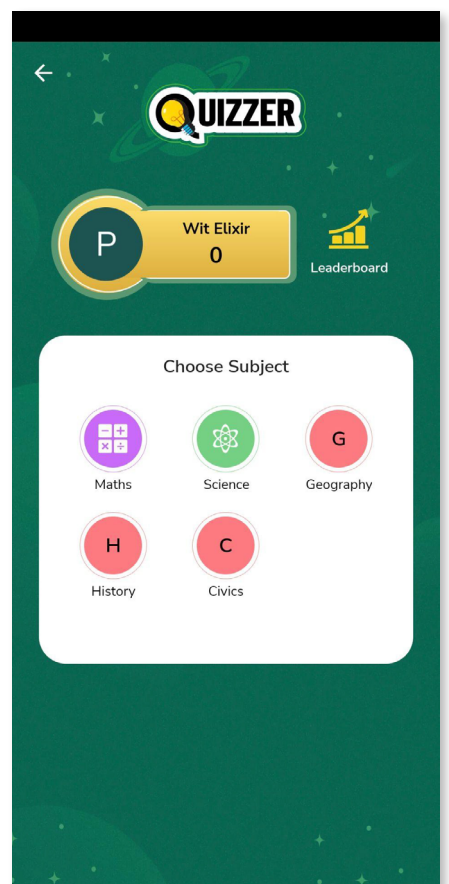 QUIZZER
P
Wit Elixir
0
Leaderboard
Choose Subject
Maths
Science
G
Geography
H
History
C
Civics